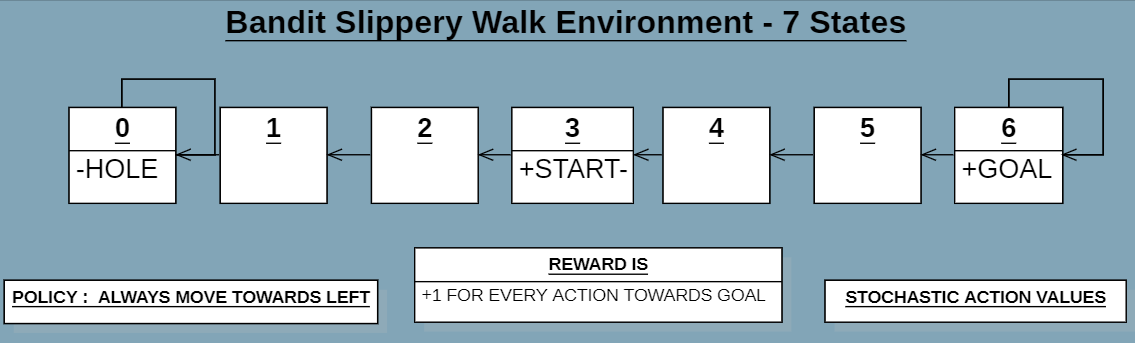 Bandit Slippery Walk Environment - 7 States
0 1 2 3 4 5 6
-HOLE +START- +GOAL
REWARD IS
+1 FOR EVERY ACTION TOWARDS GOAL
POLICY : ALWAYS MOVE TOWARDS LEFT
STOCHASTIC ACTION VALUES